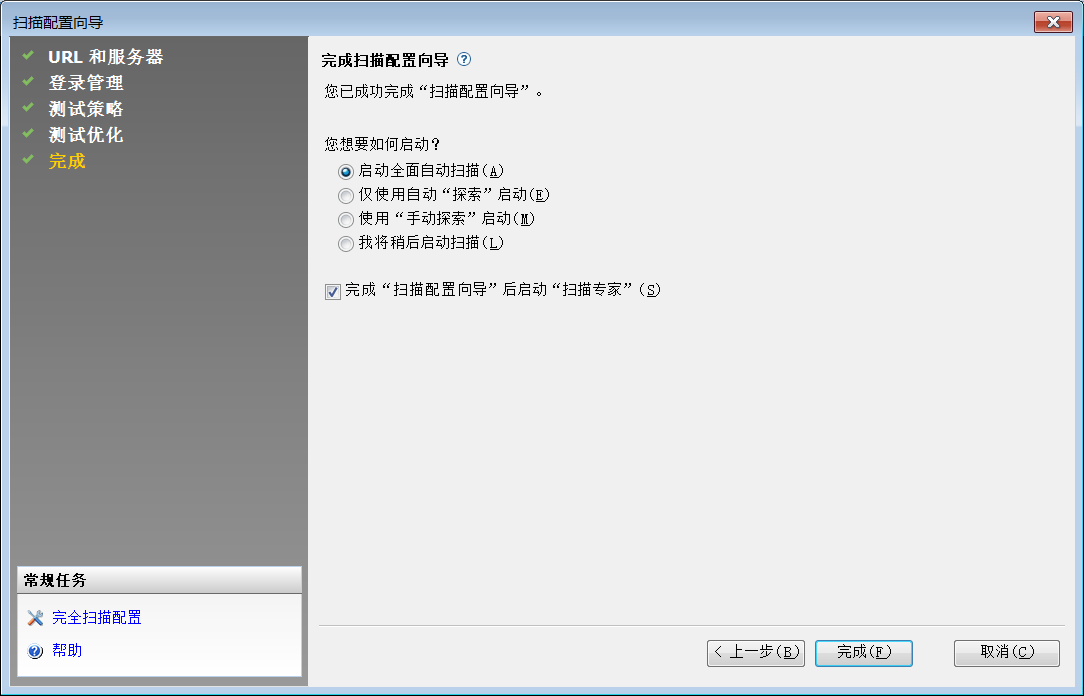 扫描配置向导
URL 和服务器
登录管理
测试策略
测试优化
完成
完成扫描配置向导
您已成功完成“扫描配置向导”。
您想要如何启动?
启动全面自动扫描(A)
仅使用自动“探索”启动(E)
使用“手动探索”启动(M)
我将稍后启动扫描(L)
完成“扫描配置向导”后启动“扫描专家”(S)
常规任务
完全扫描配置
帮助
< 上一步(B)
完成(F)
取消(C)